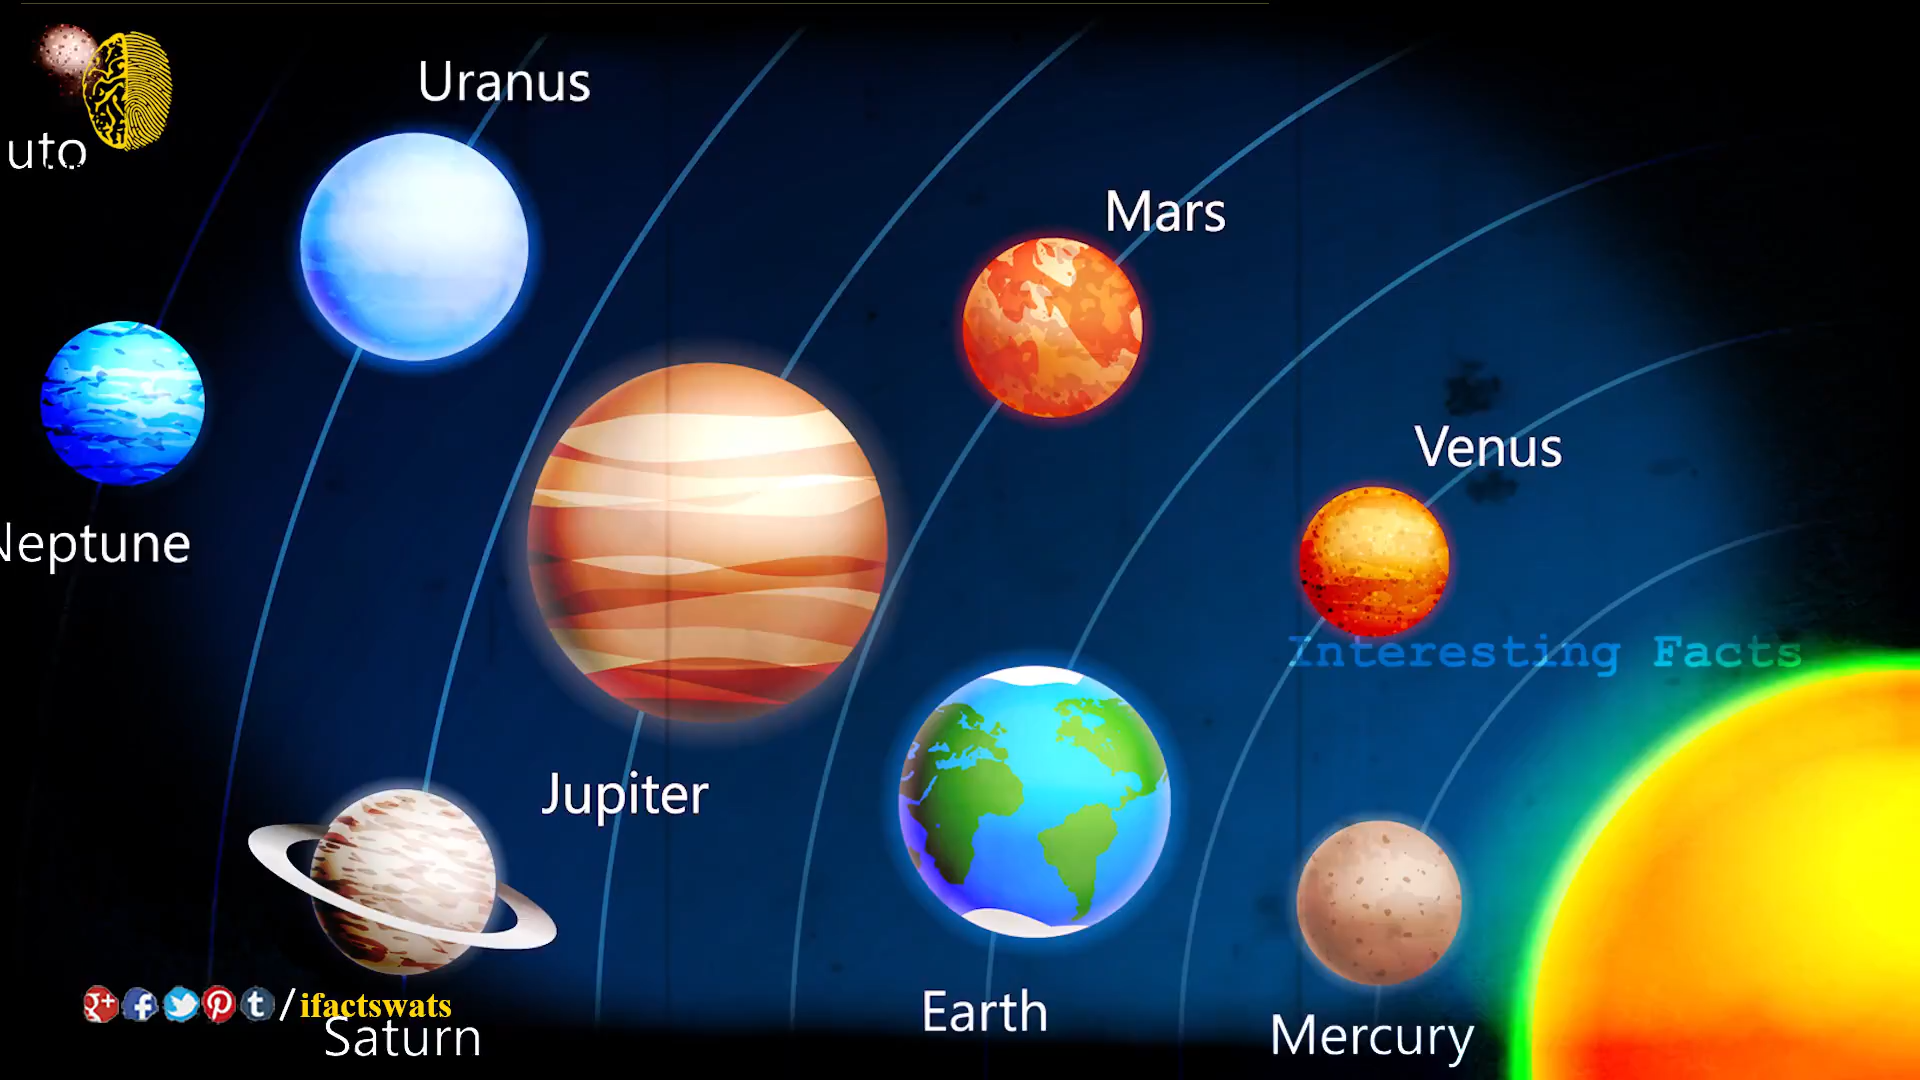 Uranus
uto
Mars
Venus
Neptune
Interesting Facts
Jupiter
g+ f t /ifactswats
Earth
Saturn
Mercury